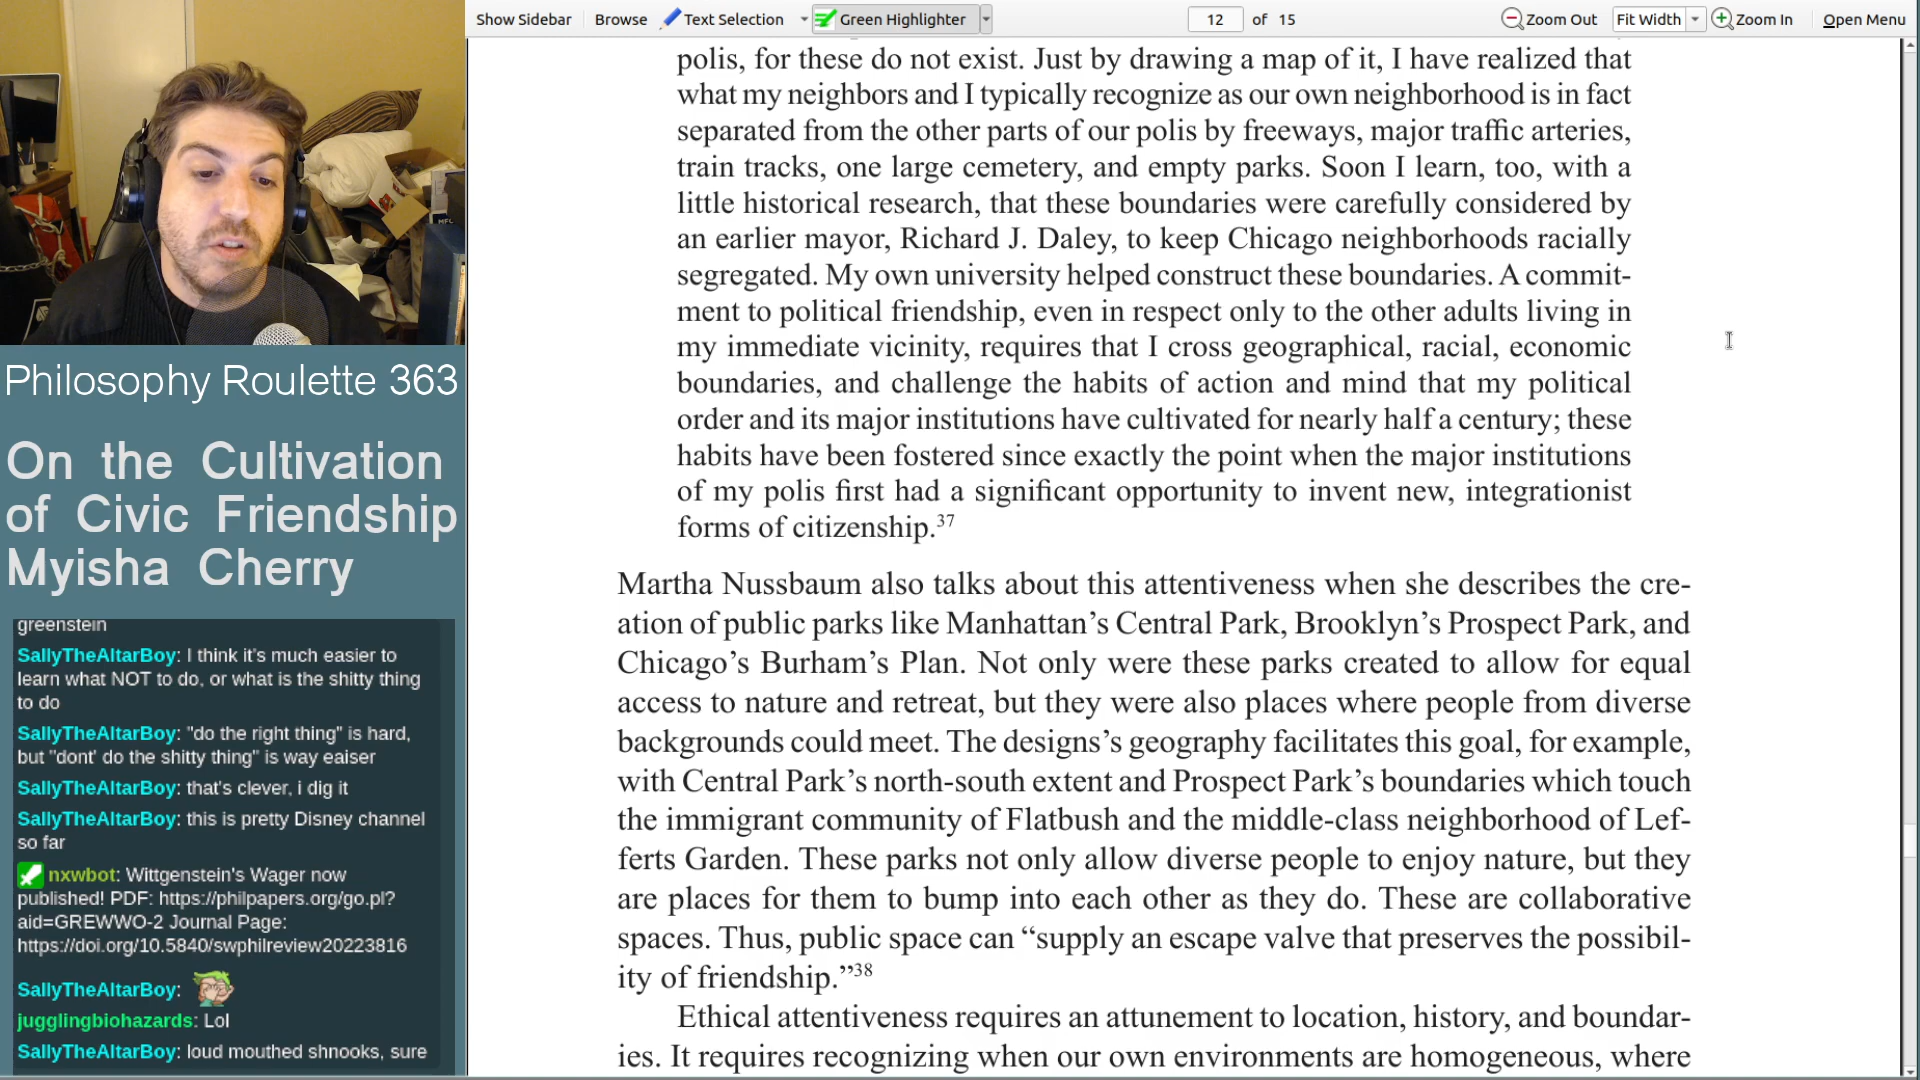 Show Sidebar Browse Text Selection Green Highlighter 12 of 15 Zoom Out Fit Width Zoom In Open Menu
polis, for these do not exist. Just by drawing a map of it, I have realized that
what my neighbors and I typically recognize as our own neighborhood is in fact
separated from the other parts of our polis by freeways, major traffic arteries,
train tracks, one large cemetery, and empty parks. Soon I learn, too, with a
little historical research, that these boundaries were carefully considered by
an earlier mayor, Richard J. Daley, to keep Chicago neighborhoods racially
segregated. My own university helped construct these boundaries. A commit-
ment to political friendship, even in respect only to the other adults living in
my immediate vicinity, requires that I cross geographical, racial, economic
boundaries, and challenge the habits of action and mind that my political
order and its major institutions have cultivated for nearly half a century; these
habits have been fostered since exactly the point when the major institutions
of my polis first had a significant opportunity to invent new, integrationist
forms of citizenship.37
Martha Nussbaum also talks about this attentiveness when she describes the cre-
ation of public parks like Manhattan’s Central Park, Brooklyn’s Prospect Park, and
Chicago’s Burham’s Plan. Not only were these parks created to allow for equal
access to nature and retreat, but they were also places where people from diverse
backgrounds could meet. The designs’s geography facilitates this goal, for example,
with Central Park’s north-south extent and Prospect Park’s boundaries which touch
the immigrant community of Flatbush and the middle-class neighborhood of Lef-
ferts Garden. These parks not only allow diverse people to enjoy nature, but they
are places for them to bump into each other as they do. These are collaborative
spaces. Thus, public space can “supply an escape valve that preserves the possibil-
ity of friendship.”38
Ethical attentiveness requires an attunement to location, history, and boundar-
ies. It requires recognizing when our own environments are homogeneous, where
Philosophy Roulette 363
On the Cultivation
of Civic Friendship
Myisha Cherry
greenstein
SallyTheAltarBoy: I think it's much easier to
learn what NOT to do, or what is the shitty thing
to do
SallyTheAltarBoy: "do the right thing" is hard,
but "dont' do the shitty thing" is way eaiser
SallyTheAltarBoy: that's clever, i dig it
SallyTheAltarBoy: this is pretty Disney channel
so far
nxwbot: Wittgenstein's Wager now
published! PDF: https://philpapers.org/go.pl?
aid=GREWWO-2 Journal Page:
https://doi.org/10.5840/swphilreview20223816
SallyTheAltarBoy:
jugglingbiohazards: Lol
SallyTheAltarBoy: loud mouthed shnooks, sure